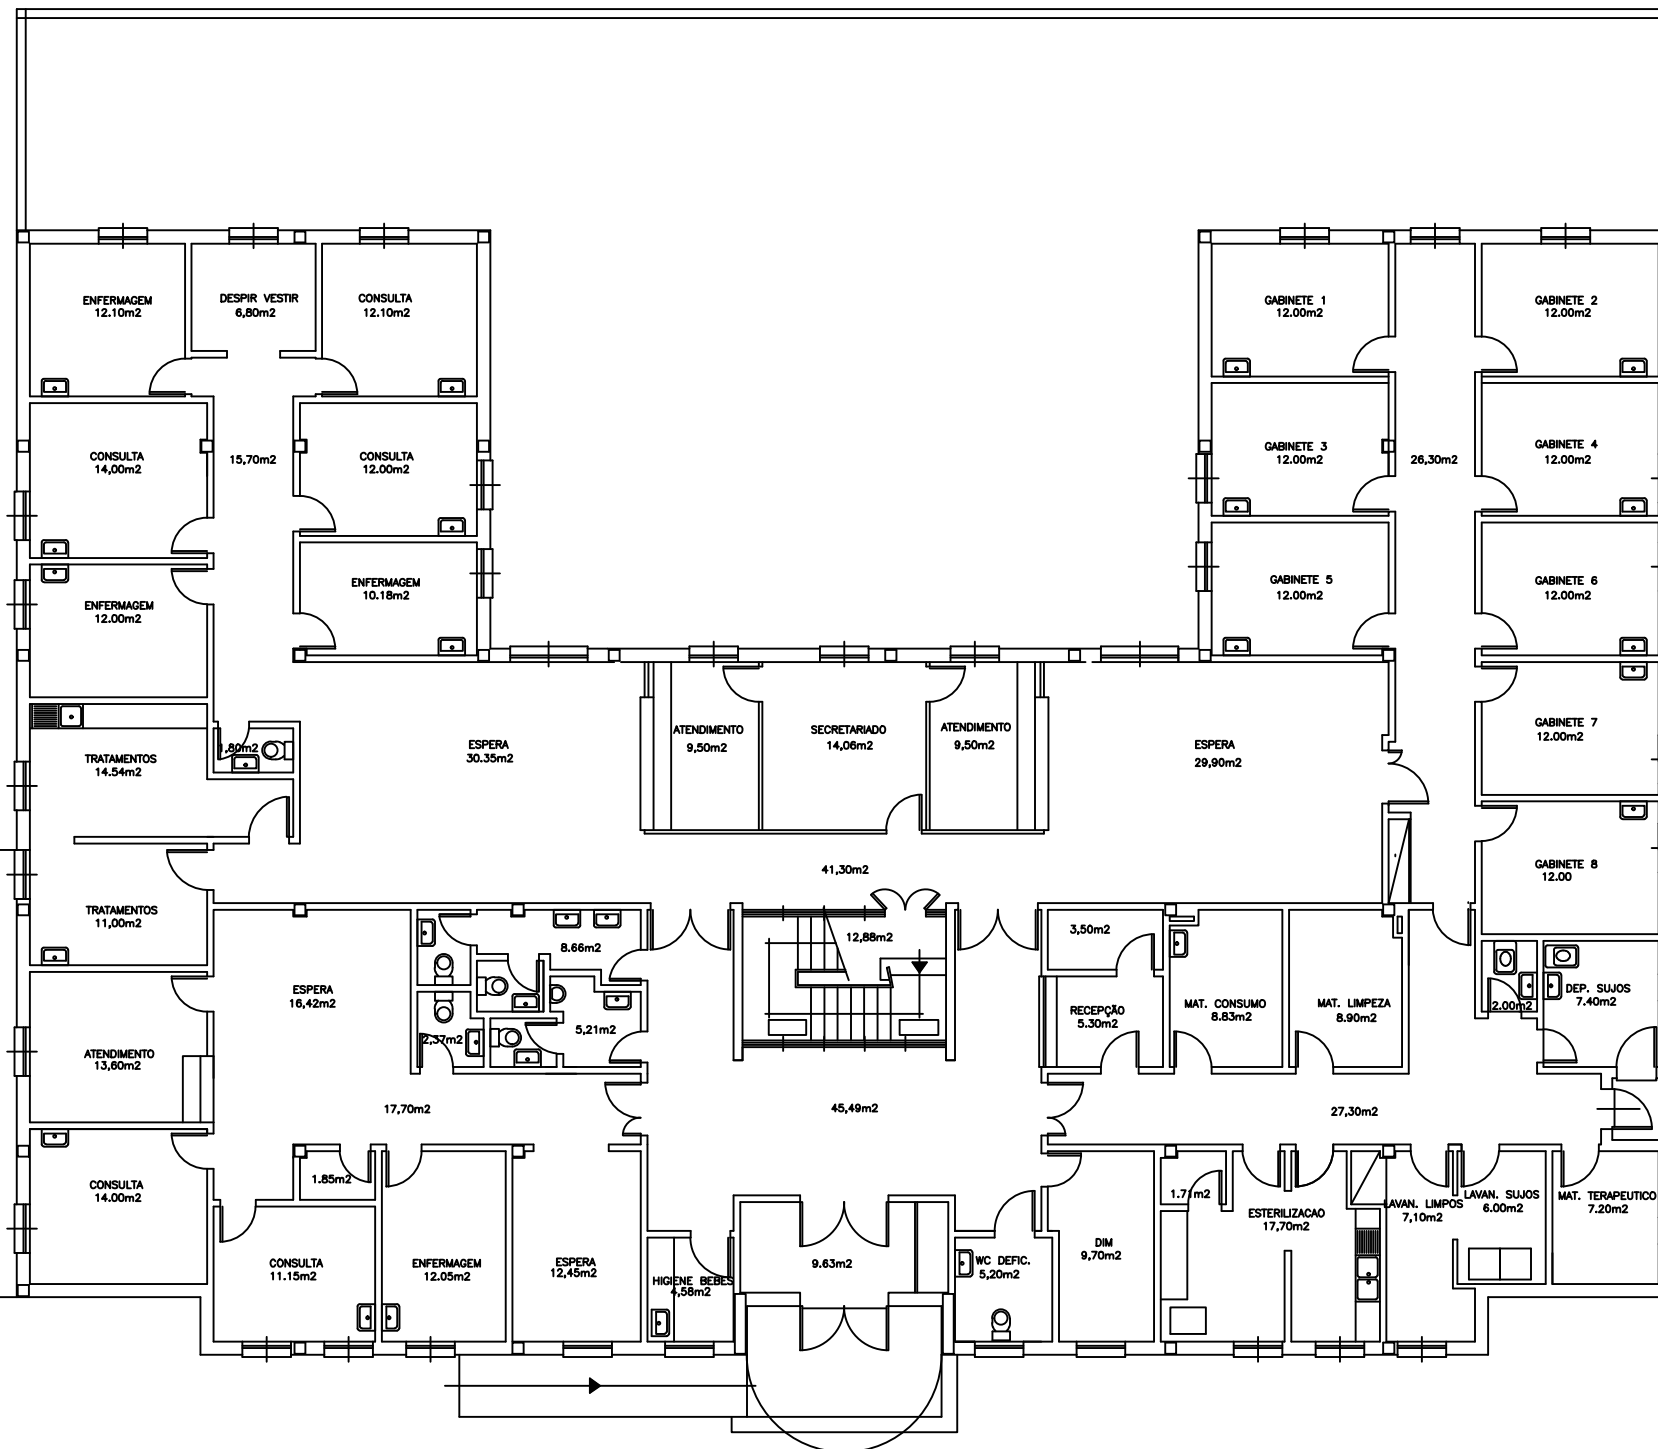 ENFERMAGEM
12.10m2
DESPIR VESTIR
6,80m2
CONSULTA
12.10m2
GABINETE 1
12.00m2
GABINETE 2
12.00m2
CONSULTA
14,00m2
15,70m2
CONSULTA
12.00m2
GABINETE 3
12.00m2
26,30m2
GABINETE 4
12.00m2
ENFERMAGEM
12.00m2
ENFERMAGEM
10.18m2
GABINETE 5
12.00m2
GABINETE 6
12.00m2
TRATAMENTOS
14.54m2
1,80m2
ESPERA
30.35m2
ATENDIMENTO
9,50m2
SECRETARIADO
14,06m2
ATENDIMENTO
9,50m2
ESPERA
29,90m2
GABINETE 7
12.00m2
41,30m2
GABINETE 8
12.00
TRATAMENTOS
11,00m2
8.66m2
12,88m2
3,50m2
ESPERA
16,42m2
ATENDIMENTO
13,60m2
2,37m2
5,21m2
RECEPÇÃO
5.30m2
MAT. CONSUMO
8.83m2
MAT. LIMPEZA
8.90m2
2.00m2
DEP. SUJOS
7.40m2
17,70m2
45,49m2
27,30m2
CONSULTA
14.00m2
1.85m2
1.71m2
ESTERILIZACAO
17,70m2
LAVAN. LIMPOS
7,10m2
LAVAN. SUJOS
6.00m2
MAT. TERAPEUTICO
7.20m2
CONSULTA
11.15m2
ENFERMAGEM
12.05m2
ESPERA
12,45m2
HIGIENE BEBES
4,58m2
9.63m2
WC DEFIC.
5,20m2
DIM
9,70m2